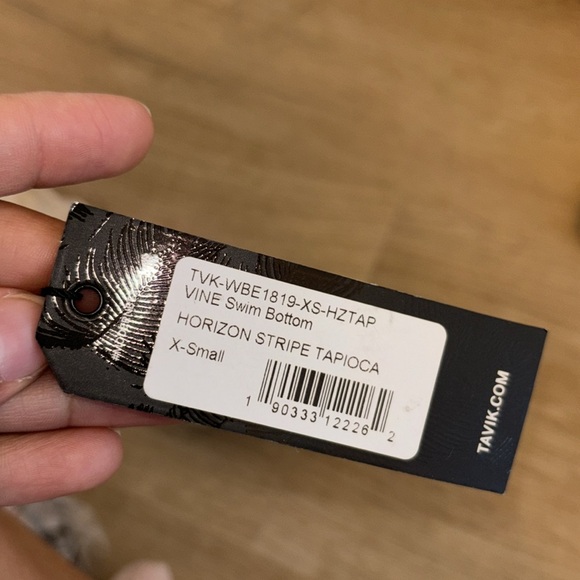 TVK-WBE1819-XS-HZTAP
VINE Swim Bottom
HORIZON STRIPE TAPIOCA
X-Small
1 90333 12226 2
TAVIK.COM